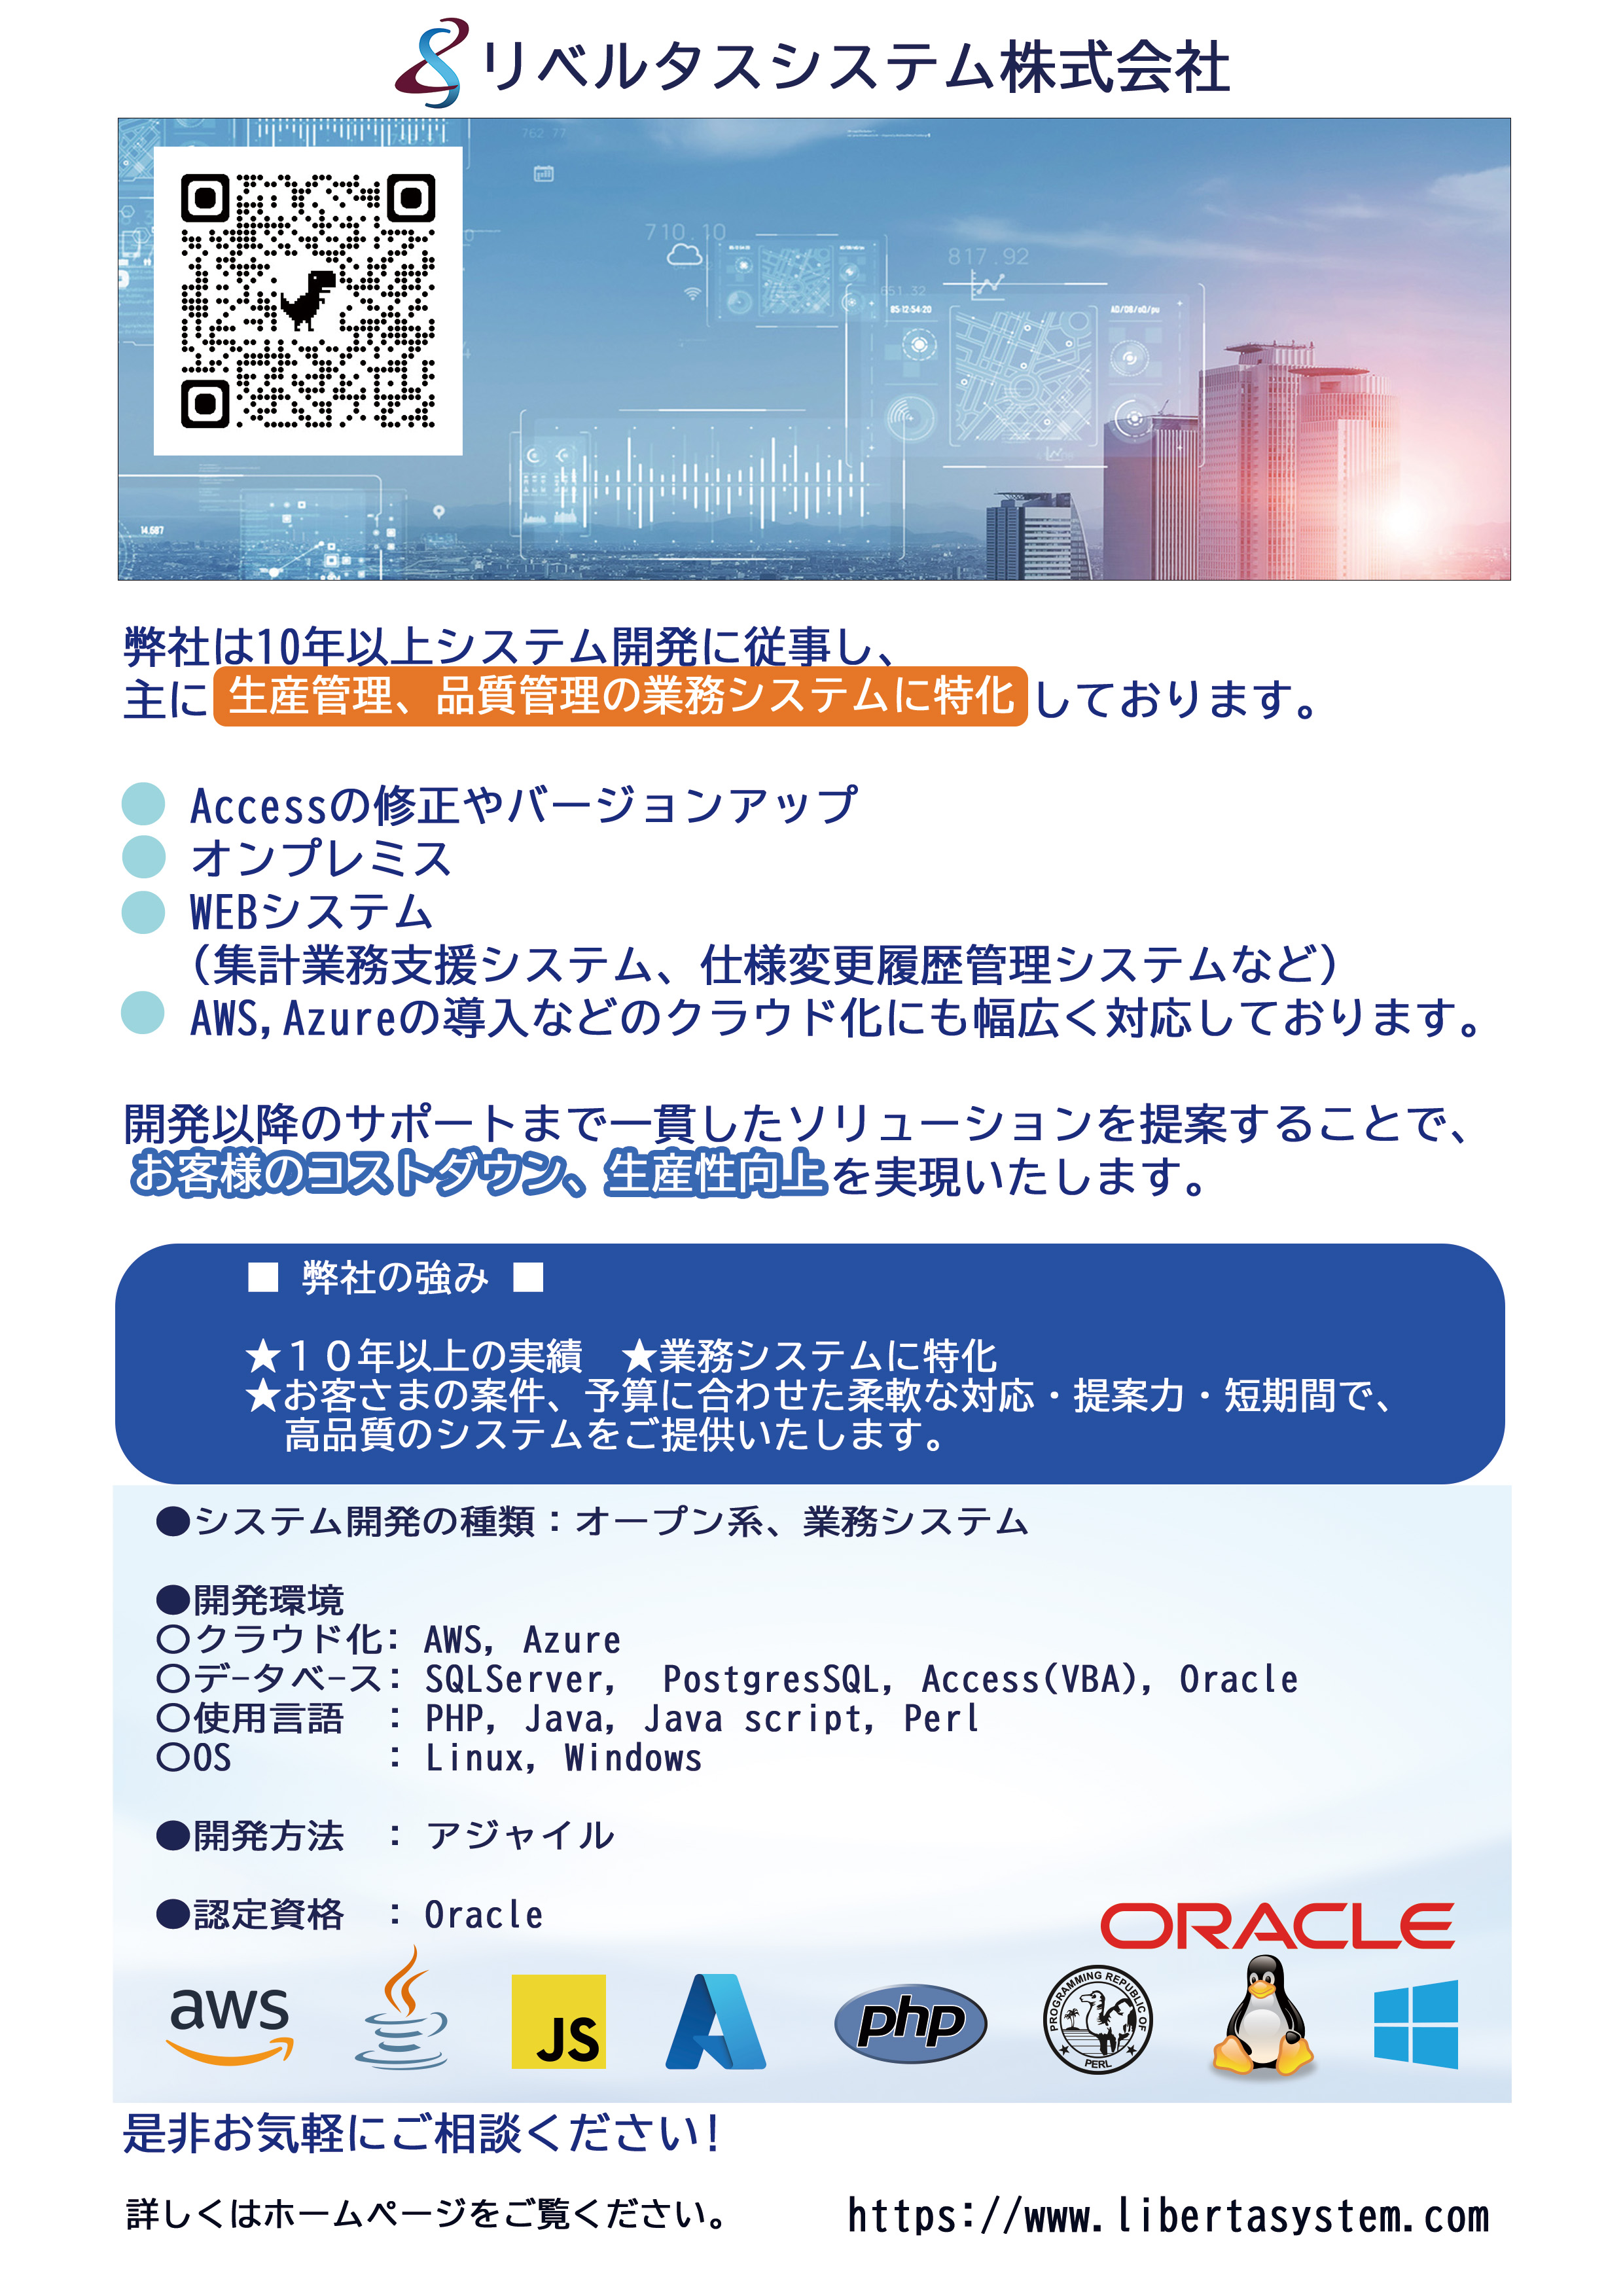 リベルタスシステム株式会社
762 77
710.10
817.92
651.32
85-12-54-20
14.687
弊社は10年以上システム開発に従事し、
主に生産管理、品質管理の業務システムに特化しております。
Accessの修正やバージョンアップ
オンプレミス
WEBシステム
(集計業務支援システム、仕様変更履歴管理システムなど)
AWS,Azureの導入などのクラウド化にも幅広く対応しております。
開発以降のサポートまで一貫したソリューションを提案することで、
お客様のコストダウン、生産性向上を実現いたします。
■ 弊社の強み ■
★１０年以上の実績　★業務システムに特化
★お客さまの案件、予算に合わせた柔軟な対応・提案力・短期間で、
高品質のシステムをご提供いたします。
●システム開発の種類：オープン系、業務システム
●開発環境
○クラウド化: AWS, Azure
○データベース: SQLServer,  PostgresSQL, Access(VBA), Oracle
○使用言語　: PHP, Java, Java script, Perl
○OS　: Linux, Windows
●開発方法　: アジャイル
●認定資格　: Oracle
ORACLE
aws
JS
php
PROGRAMMING REPUBLIC OF
PERL
是非お気軽にご相談ください!
詳しくはホームページをご覧ください。
https://www.libertasystem.com